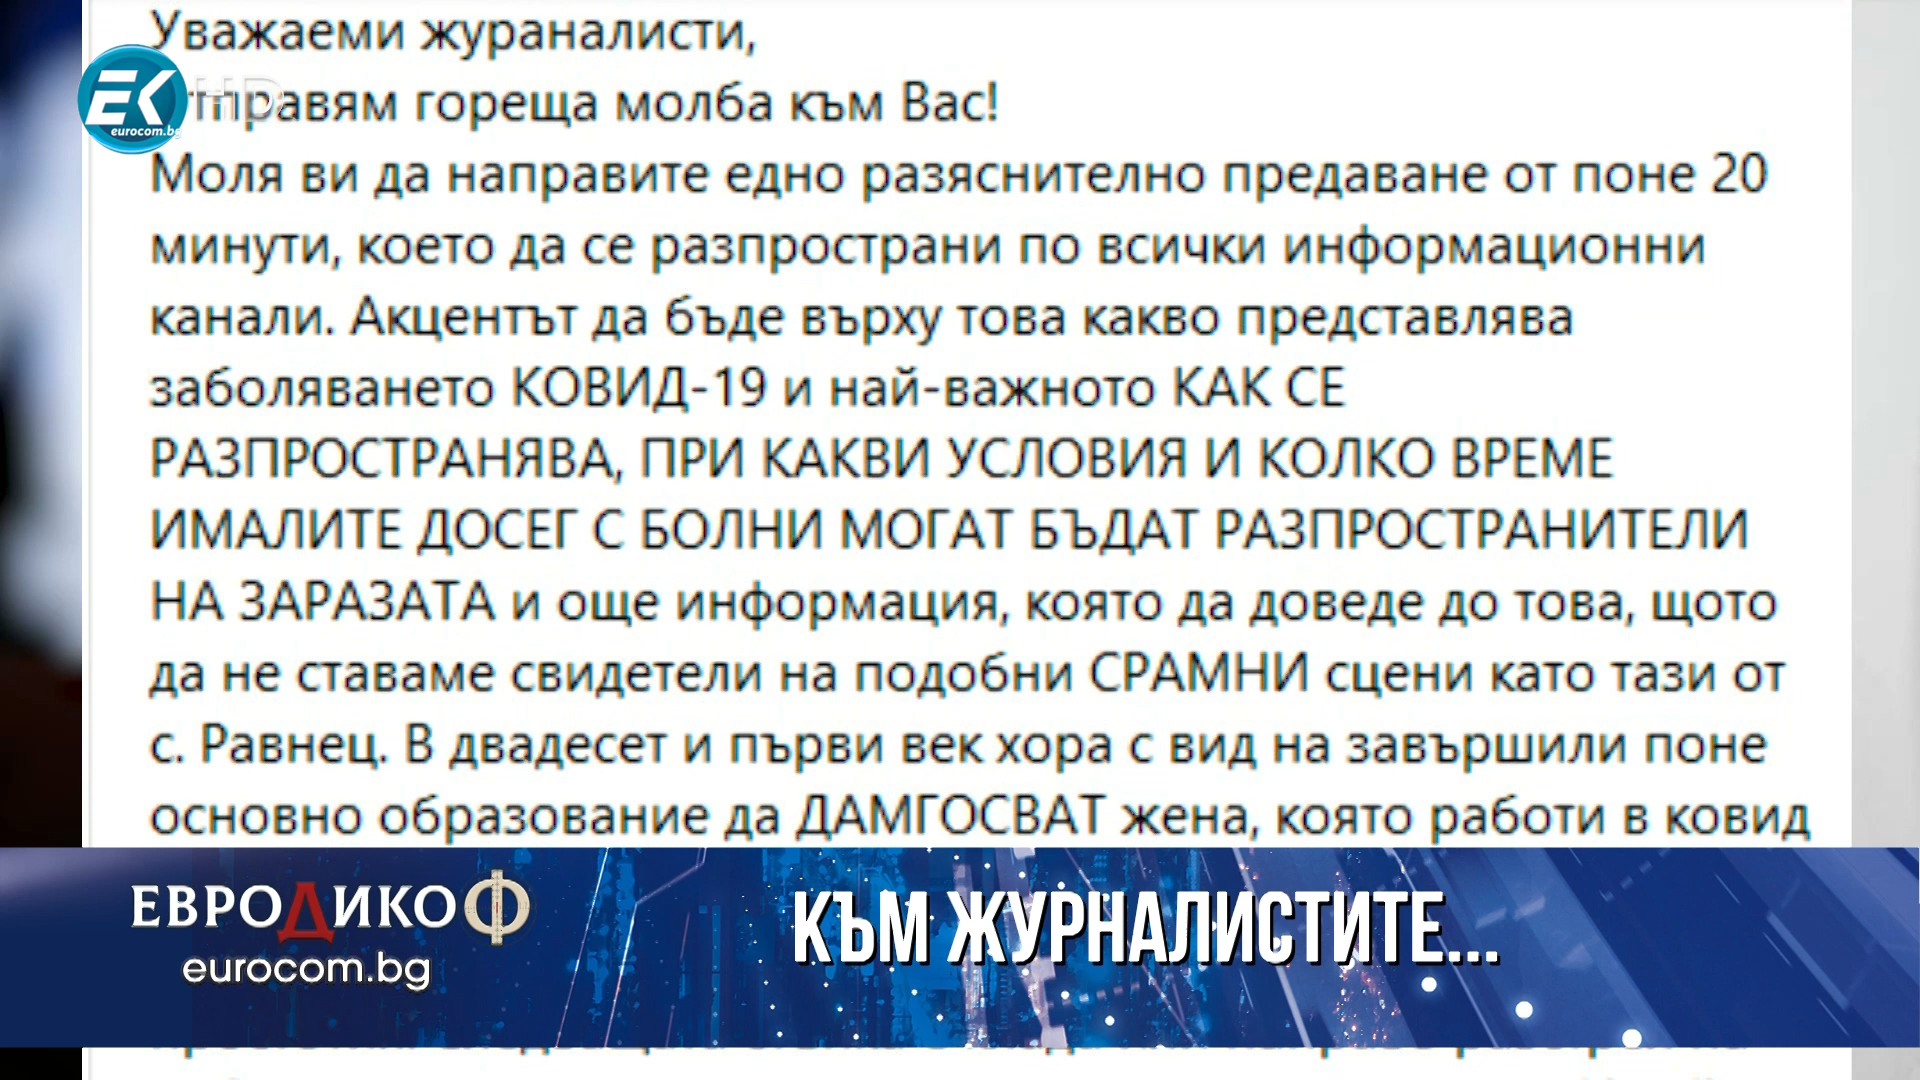 Уважаеми жураналисти,
отправям гореща молба към Вас!
Моля ви да направите едно разяснително предаване от поне 20
минути, което да се разпространи по всички информационни
канали. Акцентът да бъде върху това какво представлява
заболяването КОВИД-19 и най-важното КАК СЕ
РАЗПРОСТРАНЯВА, ПРИ КАКВИ УСЛОВИЯ И КОЛКО ВРЕМЕ
ИМАЛИТЕ ДОСЕГ С БОЛНИ МОГАТ БЪДАТ РАЗПРОСТРАНИТЕЛИ
НА ЗАРАЗАТА и още информация, която да доведе до това, щото
да не ставаме свидетели на подобни СРАМНИ сцени като тази от
с. Равнец. В двадесет и първи век хора с вид на завършили поне
основно образование да ДАМГОСВАТ жена, която работи в ковид
EK HD
eurocom.bg
ЕВРОДИКОФ
eurocom.bg
КЪМ ЖУРНАЛИСТИТЕ...